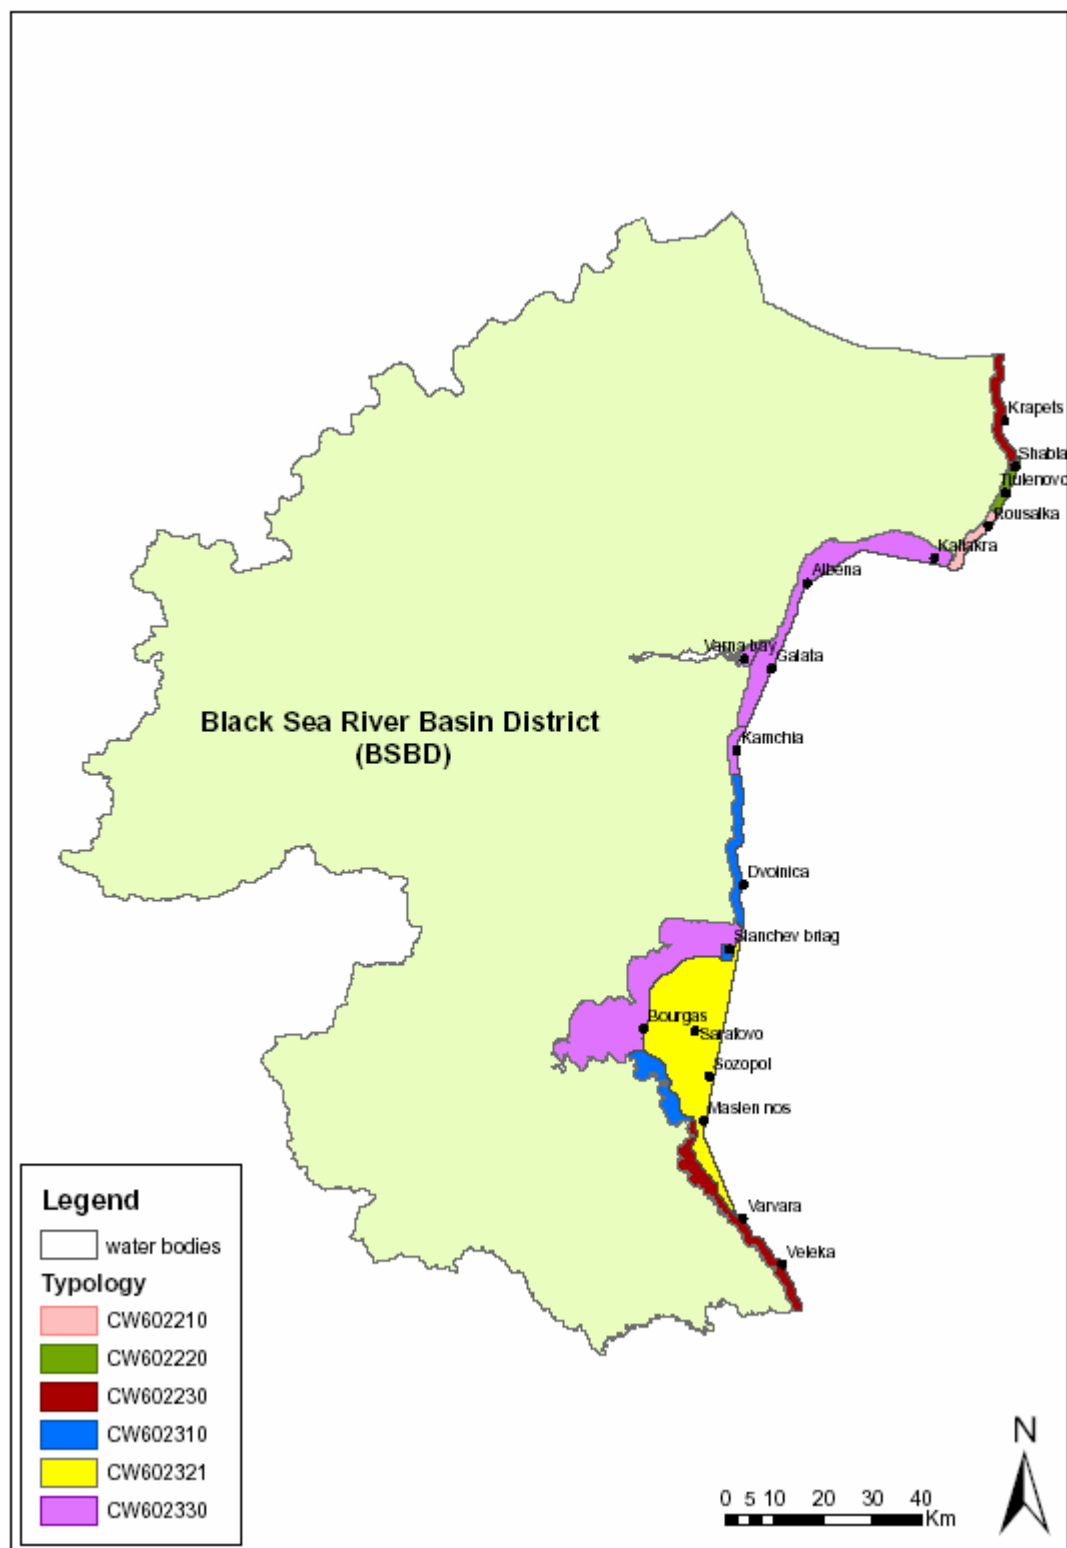 Krapets
Shabla
Tiulenovo
Rousalka
Kaliakra
Albena
Varna bay
Galata
Black Sea River Basin District
(BSBD)
Kamchia
Dvoinica
Slanchev briag
Bourgas
Sarafovo
Sozopol
Maslen nos
Varvara
Veleka
Legend
water bodies
Typology
CW602210
CW602220
CW602230
CW602310
CW602321
CW602330
N
0 5 10 20 30 40
Km